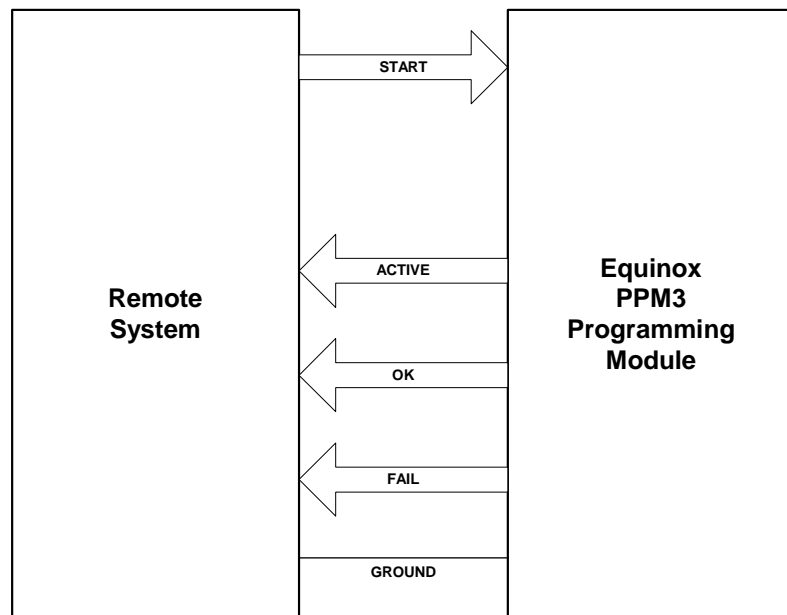 START
ACTIVE
Remote
System
Equinox
PPM3
Programming
Module
OK
FAIL
GROUND